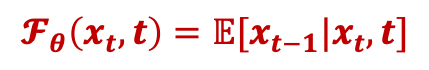 𝓕_θ(x_t, t) = 𝔼[x_{t−1}|x_t, t]